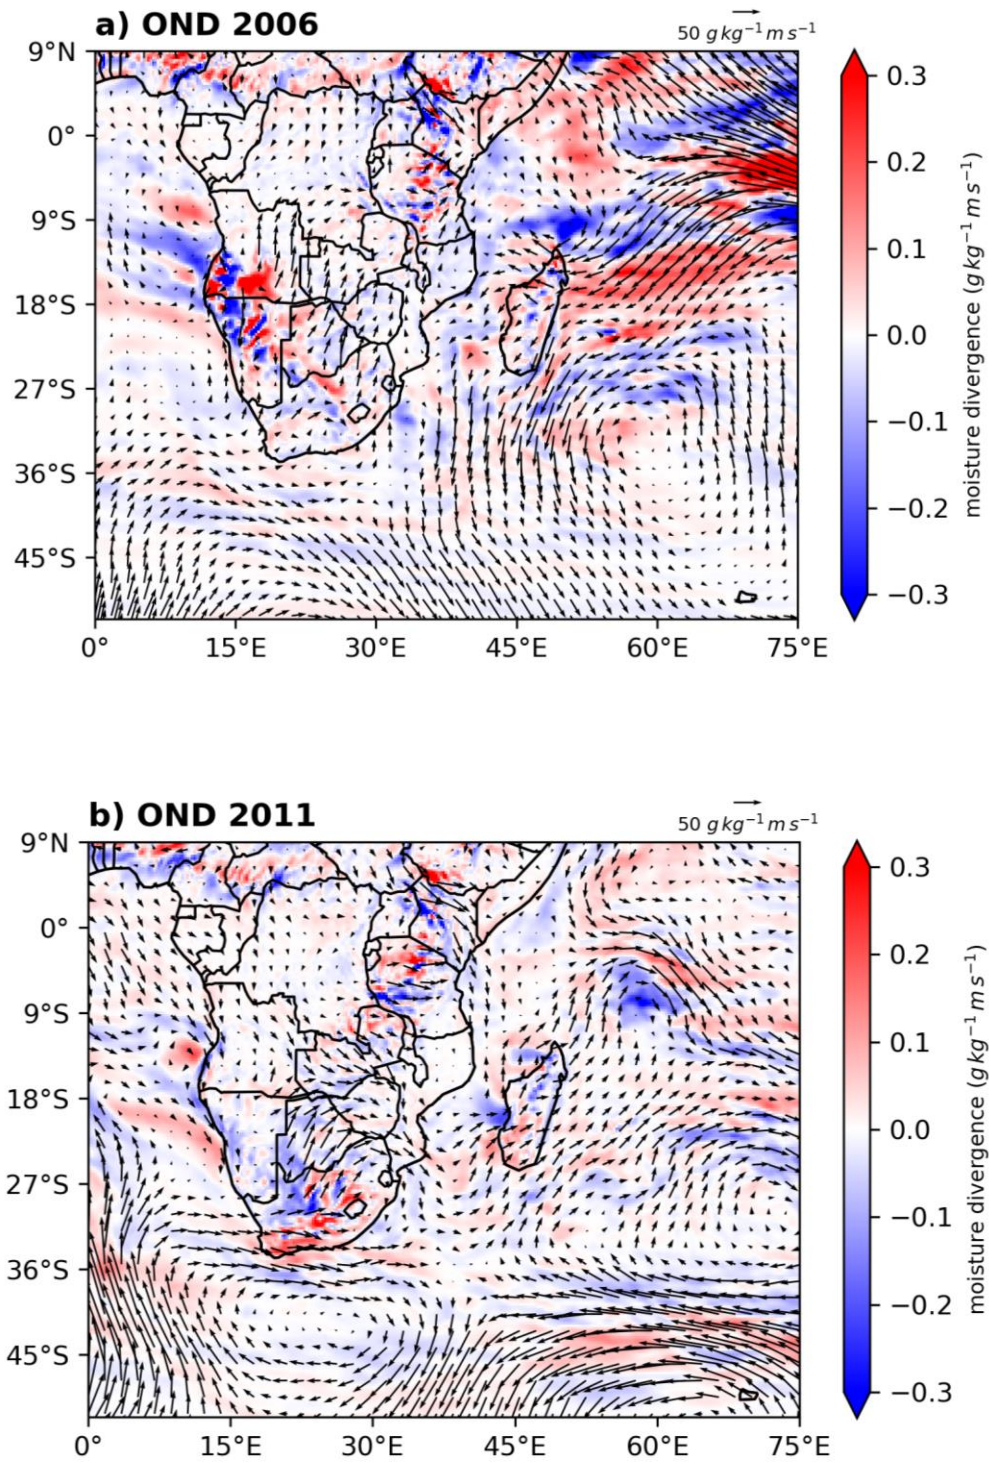 a) OND 2006
50 g kg⁻¹ m s⁻¹
9°N
0°
9°S
18°S
27°S
36°S
45°S
0°
15°E
30°E
45°E
60°E
75°E
0.3
0.2
0.1
0.0
−0.1
−0.2
−0.3
moisture divergence (g kg⁻¹ m s⁻¹)
b) OND 2011
50 g kg⁻¹ m s⁻¹
9°N
0°
9°S
18°S
27°S
36°S
45°S
0°
15°E
30°E
45°E
60°E
75°E
0.3
0.2
0.1
0.0
−0.1
−0.2
−0.3
moisture divergence (g kg⁻¹ m s⁻¹)